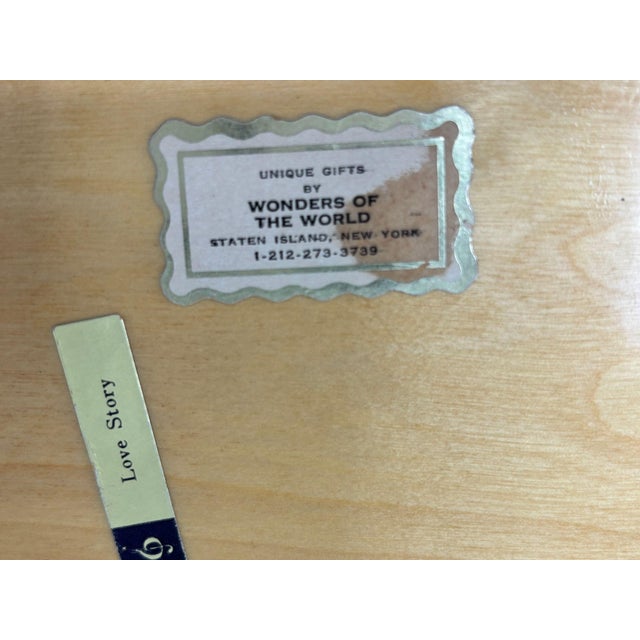 UNIQUE GIFTS
BY
WONDERS OF
THE WORLD
STATEN ISLAND, NEW YORK
1-212-273-3739
Love Story